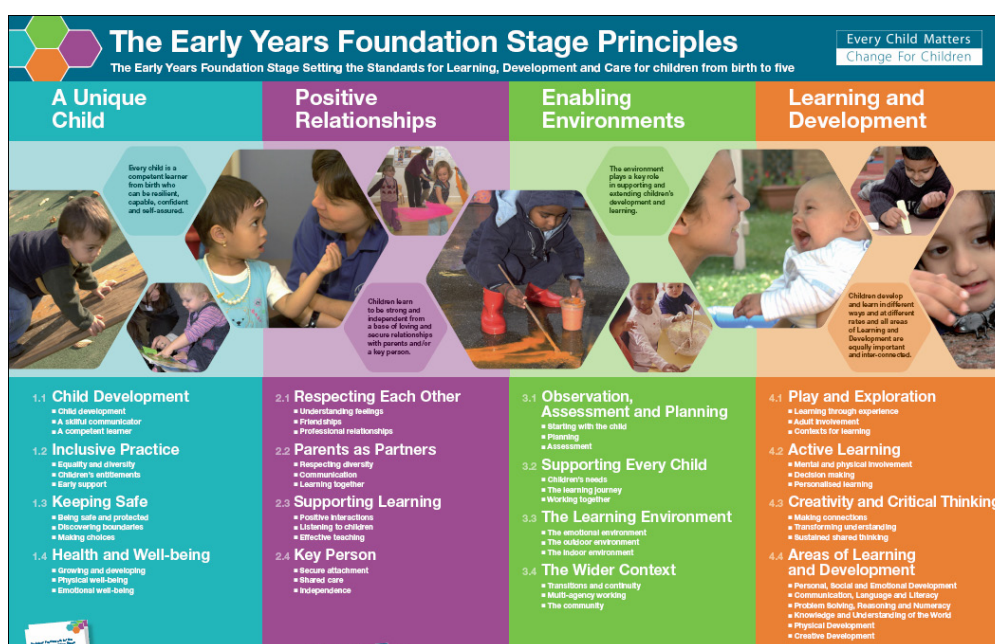 The Early Years Foundation Stage Principles
The Early Years Foundation Stage Setting the Standards for Learning, Development and Care for children from birth to five
Every Child Matters
Change For Children
A Unique
Child
Every child is a
competent learner
from birth who
can be resilient,
capable, confident
and self-assured.
1.1 Child Development
▪ Child development
▪ A skilful communicator
▪ A competent learner
1.2 Inclusive Practice
▪ Equality and diversity
▪ Children's entitlements
▪ Early support
1.3 Keeping Safe
▪ Being safe and protected
▪ Discovering boundaries
▪ Making choices
1.4 Health and Well-being
▪ Growing and developing
▪ Physical well-being
▪ Emotional well-being
Positive
Relationships
Children learn
to be strong and
independent from
a base of loving and
secure relationships
with parents and/or
a key person.
2.1 Respecting Each Other
▪ Understanding feelings
▪ Friendships
▪ Professional relationships
2.2 Parents as Partners
▪ Respecting diversity
▪ Communication
▪ Learning together
2.3 Supporting Learning
▪ Positive interactions
▪ Listening to children
▪ Effective teaching
2.4 Key Person
▪ Secure attachment
▪ Shared care
▪ Independence
Enabling
Environments
The environment
plays a key role
in supporting and
extending children's
development and
learning.
3.1 Observation,
Assessment and Planning
▪ Starting with the child
▪ Planning
▪ Assessment
3.2 Supporting Every Child
▪ Children's needs
▪ The learning journey
▪ Working together
3.3 The Learning Environment
▪ The emotional environment
▪ The outdoor environment
▪ The indoor environment
3.4 The Wider Context
▪ Transitions and continuity
▪ Multi-agency working
▪ The community
Learning and
Development
Children develop
and learn in different
ways and at different
rates and all areas
of Learning and
Development are
equally important
and inter-connected.
4.1 Play and Exploration
▪ Learning through experience
▪ Adult involvement
▪ Contexts for learning
4.2 Active Learning
▪ Mental and physical involvement
▪ Decision making
▪ Personalised learning
4.3 Creativity and Critical Thinking
▪ Making connections
▪ Transforming understanding
▪ Sustained shared thinking
4.4 Areas of Learning
and Development
▪ Personal, Social and Emotional Development
▪ Communication, Language and Literacy
▪ Problem Solving, Reasoning and Numeracy
▪ Knowledge and Understanding of the World
▪ Physical Development
▪ Creative Development